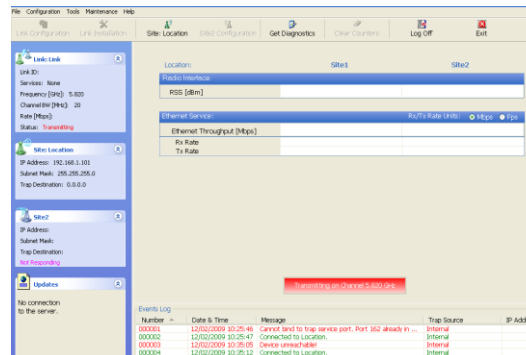 File Configuration Tools Maintenance Help
Link Configuration Link Installation Site: Location Site2 Configuration Get Diagnostics Clear Counters Log Off Exit
Link: Link
Link ID:
Services: None
Frequency [GHz]: 5.820
Channel BW [MHz]: 20
Rate [Mbps]:
Status: Transmitting
Site: Location
IP Address: 192.168.1.101
Subnet Mask: 255.255.255.0
Trap Destination: 0.0.0.0
Site2
IP Address:
Subnet Mask:
Trap Destination:
Not Responding
Updates
No connection
to the server.
Location: Site1 Site2
Radio Interface:
RSS [dBm]
Ethernet Service: Rx/Tx Rate Units: Mbps Fps
Ethernet Throughput [Mbps]
Rx Rate
Tx Rate
Transmitting on Channel 5.820 GHz
Events Log
Number Date & Time Message Trap Source IP Add
000001 12/02/2009 10:25:46 Cannot bind to trap service port. Port 162 already in ... Internal
000002 12/02/2009 10:25:47 Connected to Location. Internal
000003 12/02/2009 10:35:05 Device unreachable! Internal
000004 12/02/2009 10:35:12 Connected to Location. Internal